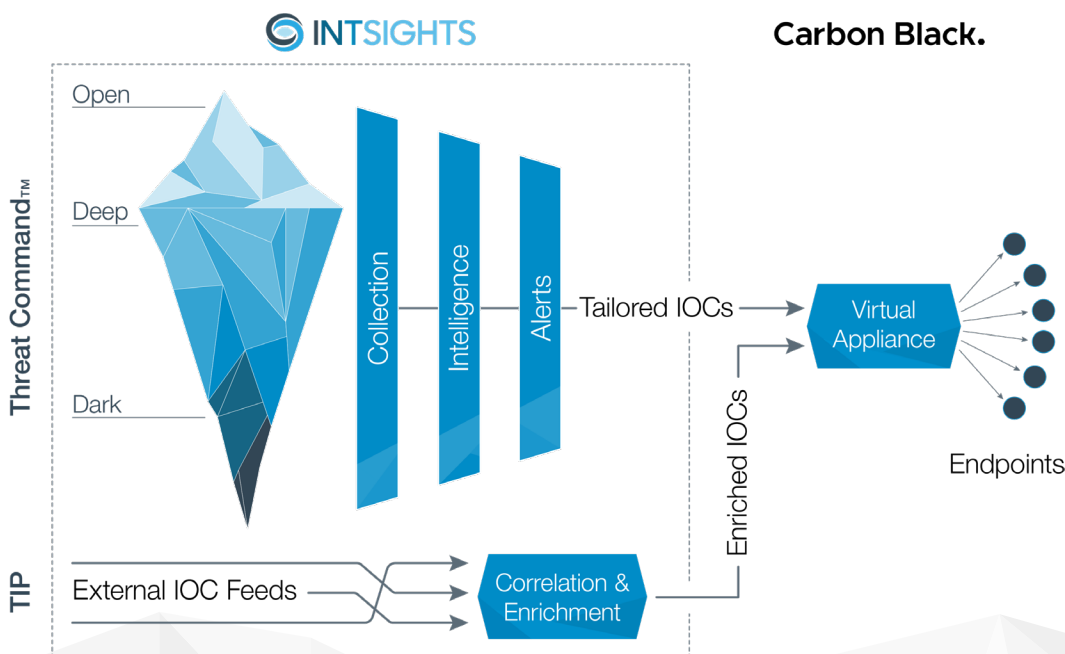 INTSIGHTS
Carbon Black.
Threat Command™
Open
Deep
Dark
Collection
Intelligence
Alerts
Tailored IOCs
Virtual
Appliance
Endpoints
Enriched IOCs
TIP
External IOC Feeds
Correlation &
Enrichment